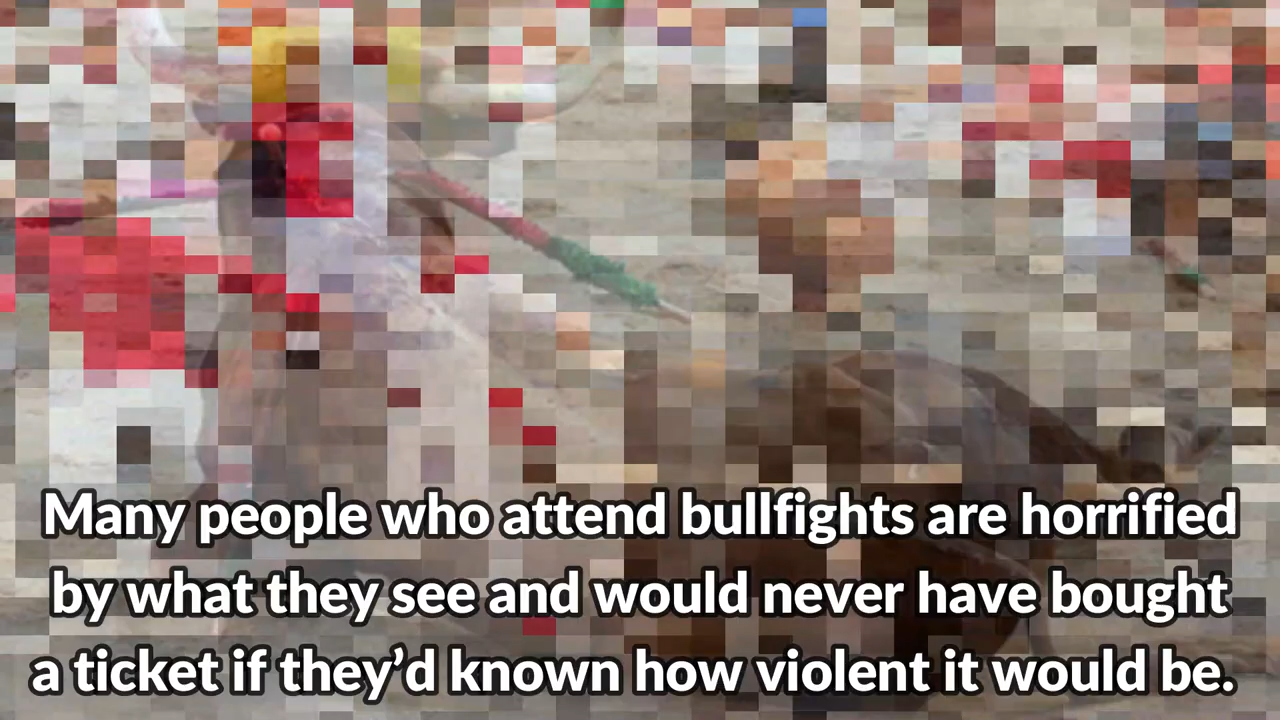 Many people who attend bullfights are horrified
by what they see and would never have bought
a ticket if they’d known how violent it would be.